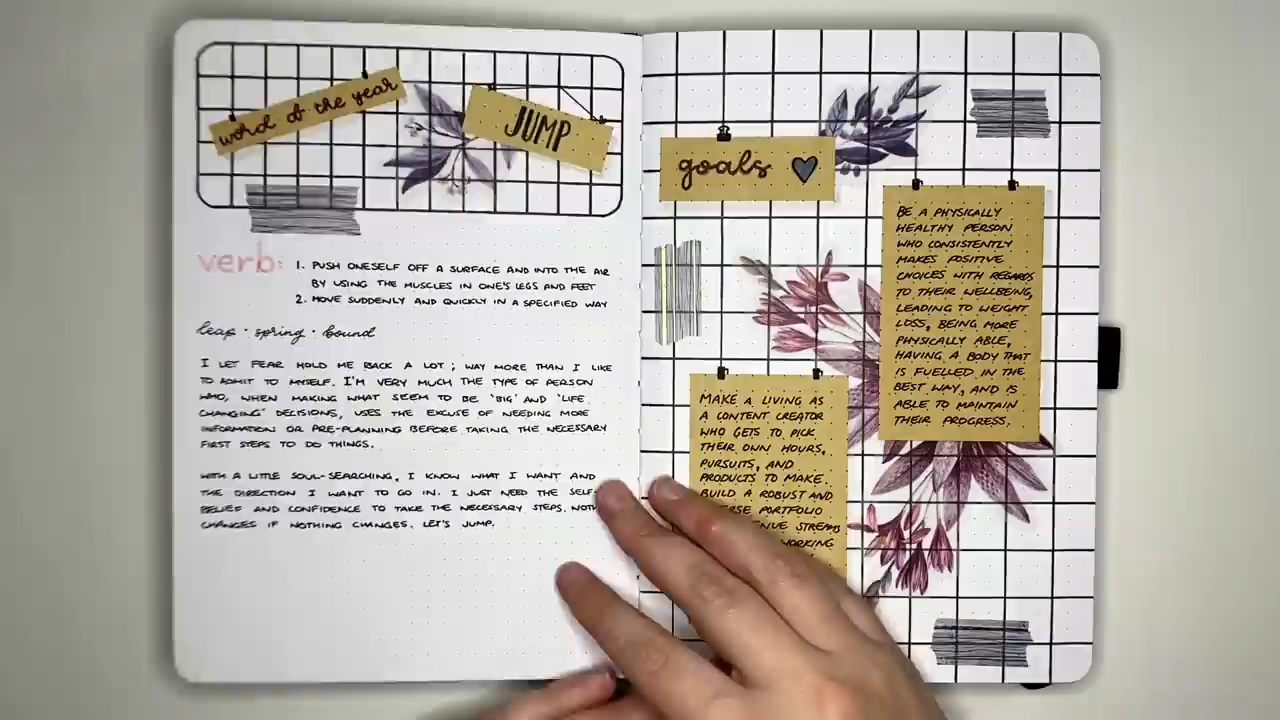 word of the year
JUMP
verb:
1. PUSH ONESELF OFF A SURFACE AND INTO THE AIR
BY USING THE MUSCLES IN ONE'S LEGS AND FEET
2. MOVE SUDDENLY AND QUICKLY IN A SPECIFIED WAY
leap · spring · bound
I LET FEAR HOLD ME BACK A LOT; WAY MORE THAN I LIKE
TO ADMIT TO MYSELF. I'M VERY MUCH THE TYPE OF PERSON
WHO, WHEN MAKING WHAT SEEM TO BE 'BIG' AND 'LIFE
CHANGING' DECISIONS, USES THE EXCUSE OF NEEDING MORE
INFORMATION OR PRE-PLANNING BEFORE TAKING THE NECESSARY
FIRST STEPS TO DO THINGS.
WITH A LITTLE SOUL-SEARCHING, I KNOW WHAT I WANT AND
THE DIRECTION I WANT TO GO IN. I JUST NEED THE SELF-
BELIEF AND CONFIDENCE TO TAKE THE NECESSARY STEPS.
CHANGES IF NOTHING CHANGES. LET'S JUMP.
goals
BE A PHYSICALLY
HEALTHY PERSON
WHO CONSISTENTLY
MAKES POSITIVE
CHOICES WITH REGARDS
TO THEIR WELLBEING,
LEADING TO WEIGHT
LOSS, BEING MORE
PHYSICALLY ABLE,
HAVING A BODY THAT
IS FUELLED IN THE
BEST WAY, AND IS
ABLE TO MAINTAIN
THEIR PROGRESS.
MAKE A LIVING AS
A CONTENT CREATOR
WHO GETS TO PICK
THEIR OWN HOURS,
PURSUITS, AND
PRODUCTS TO MAKE.
BUILD A ROBUST AND
PORTFOLIO
STREAMS
WORKING